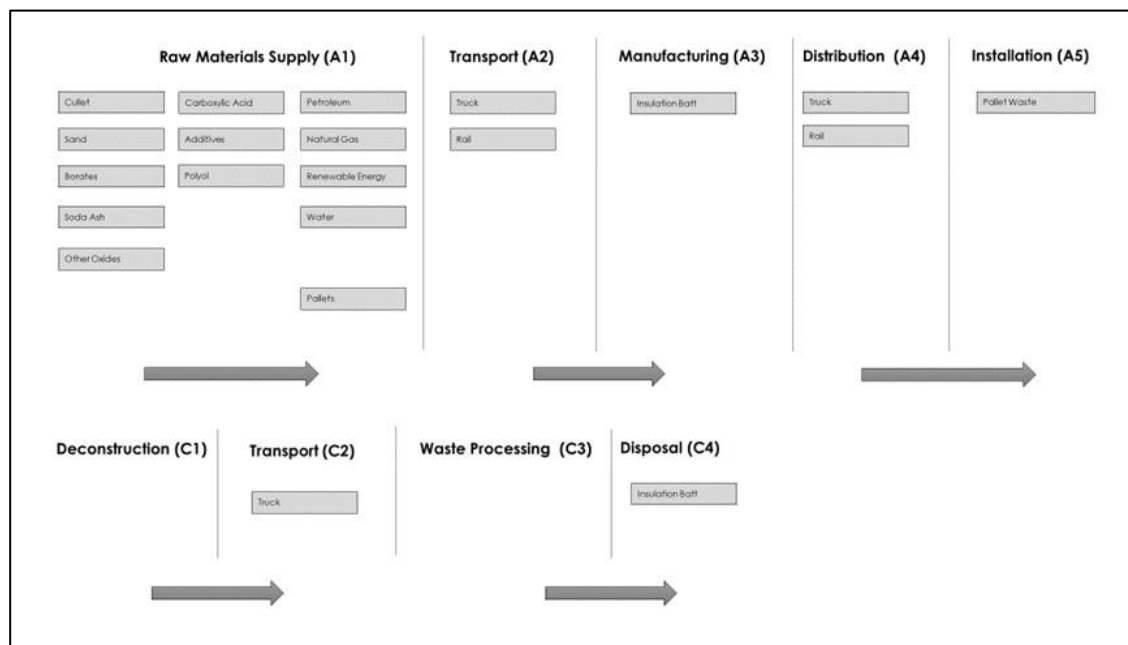 Raw Materials Supply (A1)
Transport (A2)
Manufacturing (A3)
Distribution (A4)
Installation (A5)
Cullet
Carboxylic Acid
Petroleum
Truck
Insulation Batt
Truck
Pallet Waste
Sand
Additives
Natural Gas
Rail
Rail
Borates
Polyol
Renewable Energy
Soda Ash
Water
Other Oxides
Pallets
Deconstruction (C1)
Transport (C2)
Waste Processing (C3)
Disposal (C4)
Truck
Insulation Batt